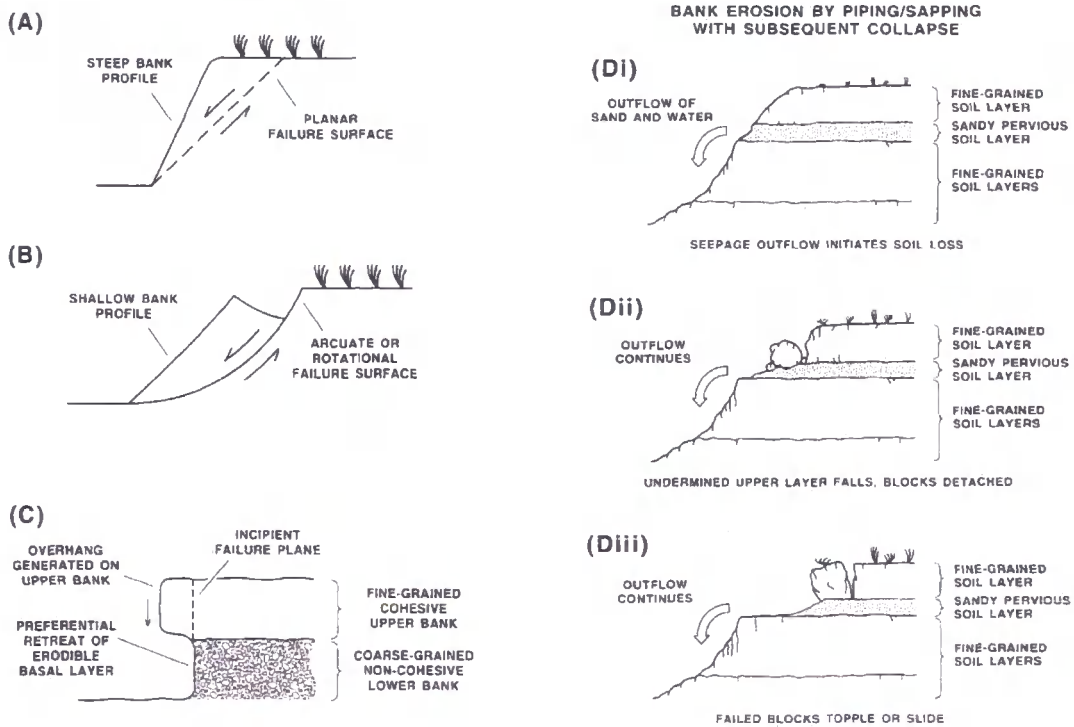 (A)
STEEP BANK
PROFILE
PLANAR
FAILURE SURFACE
(B)
SHALLOW BANK
PROFILE
ARCUATE OR
ROTATIONAL
FAILURE SURFACE
(C)
OVERHANG
GENERATED ON
UPPER BANK
INCIPIENT
FAILURE PLANE
PREFERENTIAL
RETREAT OF
ERODIBLE
BASAL LAYER
FINE-GRAINED
COHESIVE
UPPER BANK
COARSE-GRAINED
NON-COHESIVE
LOWER BANK
BANK EROSION BY PIPING/SAPPING
WITH SUBSEQUENT COLLAPSE
(Di)
OUTFLOW OF
SAND AND WATER
FINE-GRAINED
SOIL LAYER
SANDY PERVIOUS
SOIL LAYER
FINE-GRAINED
SOIL LAYERS
SEEPAGE OUTFLOW INITIATES SOIL LOSS
(Dii)
OUTFLOW
CONTINUES
FINE-GRAINED
SOIL LAYER
SANDY PERVIOUS
SOIL LAYER
FINE-GRAINED
SOIL LAYERS
UNDERMINED UPPER LAYER FALLS, BLOCKS DETACHED
(Diii)
OUTFLOW
CONTINUES
FINE-GRAINED
SOIL LAYER
SANDY PERVIOUS
SOIL LAYER
FINE-GRAINED
SOIL LAYERS
FAILED BLOCKS TOPPLE OR SLIDE